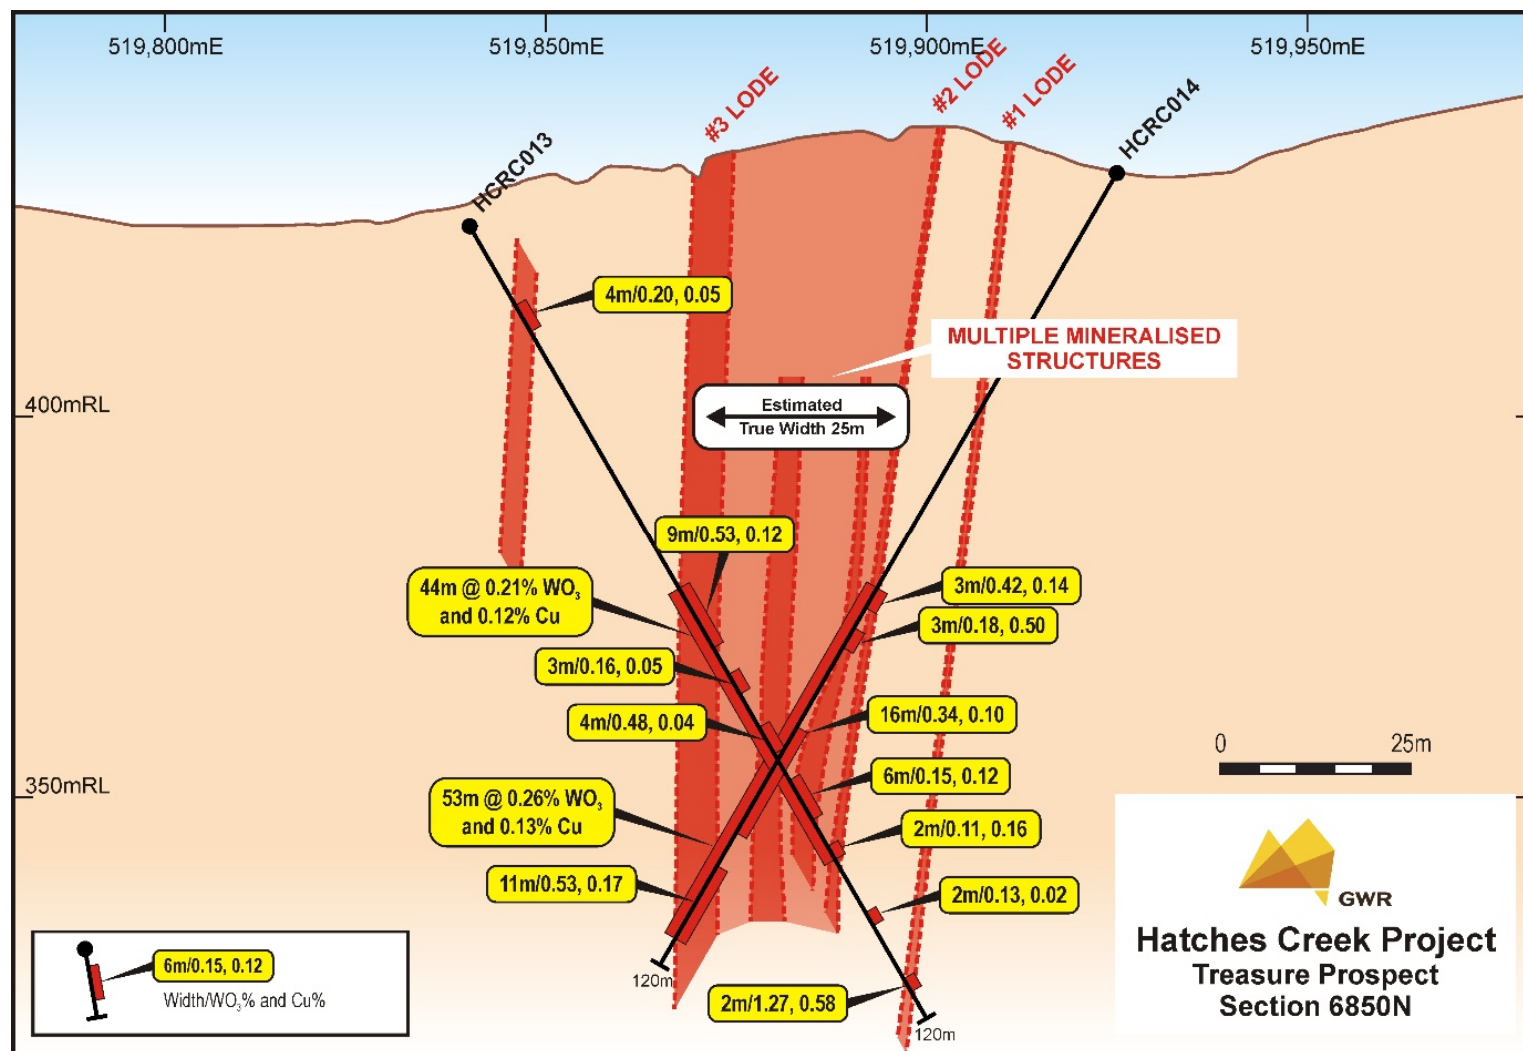 519,800mE
519,850mE
519,900mE
519,950mE
#3 LODE
#2 LODE
#1 LODE
HCRC013
HCRC014
4m/0.20, 0.05
MULTIPLE MINERALISED
STRUCTURES
400mRL
Estimated
True Width 25m
9m/0.53, 0.12
44m @ 0.21% WO₃
and 0.12% Cu
3m/0.42, 0.14
3m/0.18, 0.50
3m/0.16, 0.05
4m/0.48, 0.04
16m/0.34, 0.10
0
25m
350mRL
6m/0.15, 0.12
53m @ 0.26% WO₃
and 0.13% Cu
2m/0.11, 0.16
11m/0.53, 0.17
2m/0.13, 0.02
120m
2m/1.27, 0.58
120m
6m/0.15, 0.12
Width/WO₃% and Cu%
GWR
Hatches Creek Project
Treasure Prospect
Section 6850N